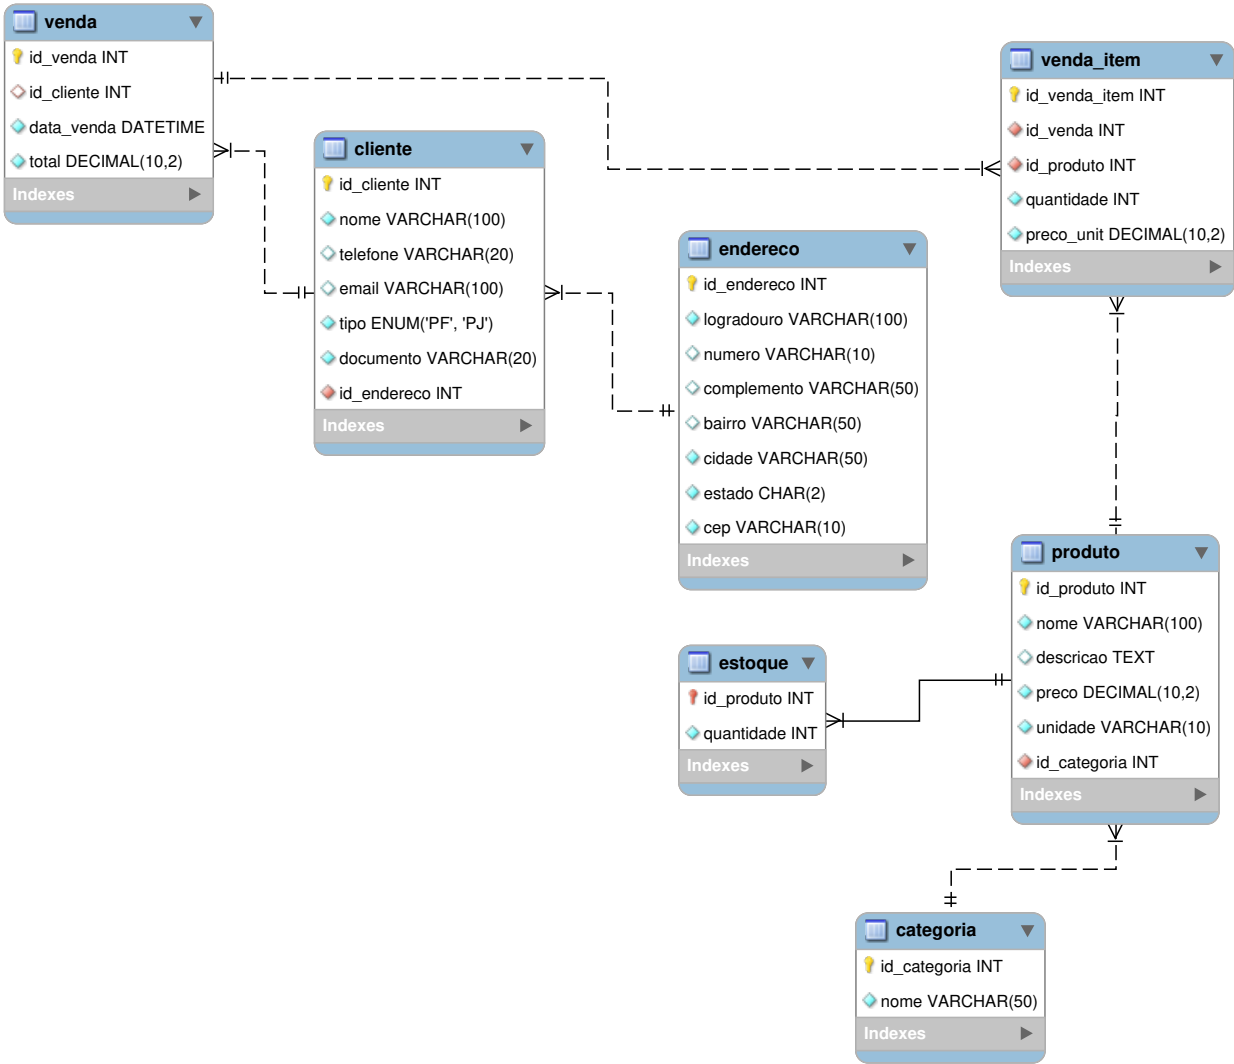 venda
id_venda INT
id_cliente INT
data_venda DATETIME
total DECIMAL(10,2)
Indexes
cliente
id_cliente INT
nome VARCHAR(100)
telefone VARCHAR(20)
email VARCHAR(100)
tipo ENUM('PF', 'PJ')
documento VARCHAR(20)
id_endereco INT
Indexes
endereco
id_endereco INT
logradouro VARCHAR(100)
numero VARCHAR(10)
complemento VARCHAR(50)
bairro VARCHAR(50)
cidade VARCHAR(50)
estado CHAR(2)
cep VARCHAR(10)
Indexes
venda_item
id_venda_item INT
id_venda INT
id_produto INT
quantidade INT
preco_unit DECIMAL(10,2)
Indexes
produto
id_produto INT
nome VARCHAR(100)
descricao TEXT
preco DECIMAL(10,2)
unidade VARCHAR(10)
id_categoria INT
Indexes
estoque
id_produto INT
quantidade INT
Indexes
categoria
id_categoria INT
nome VARCHAR(50)
Indexes